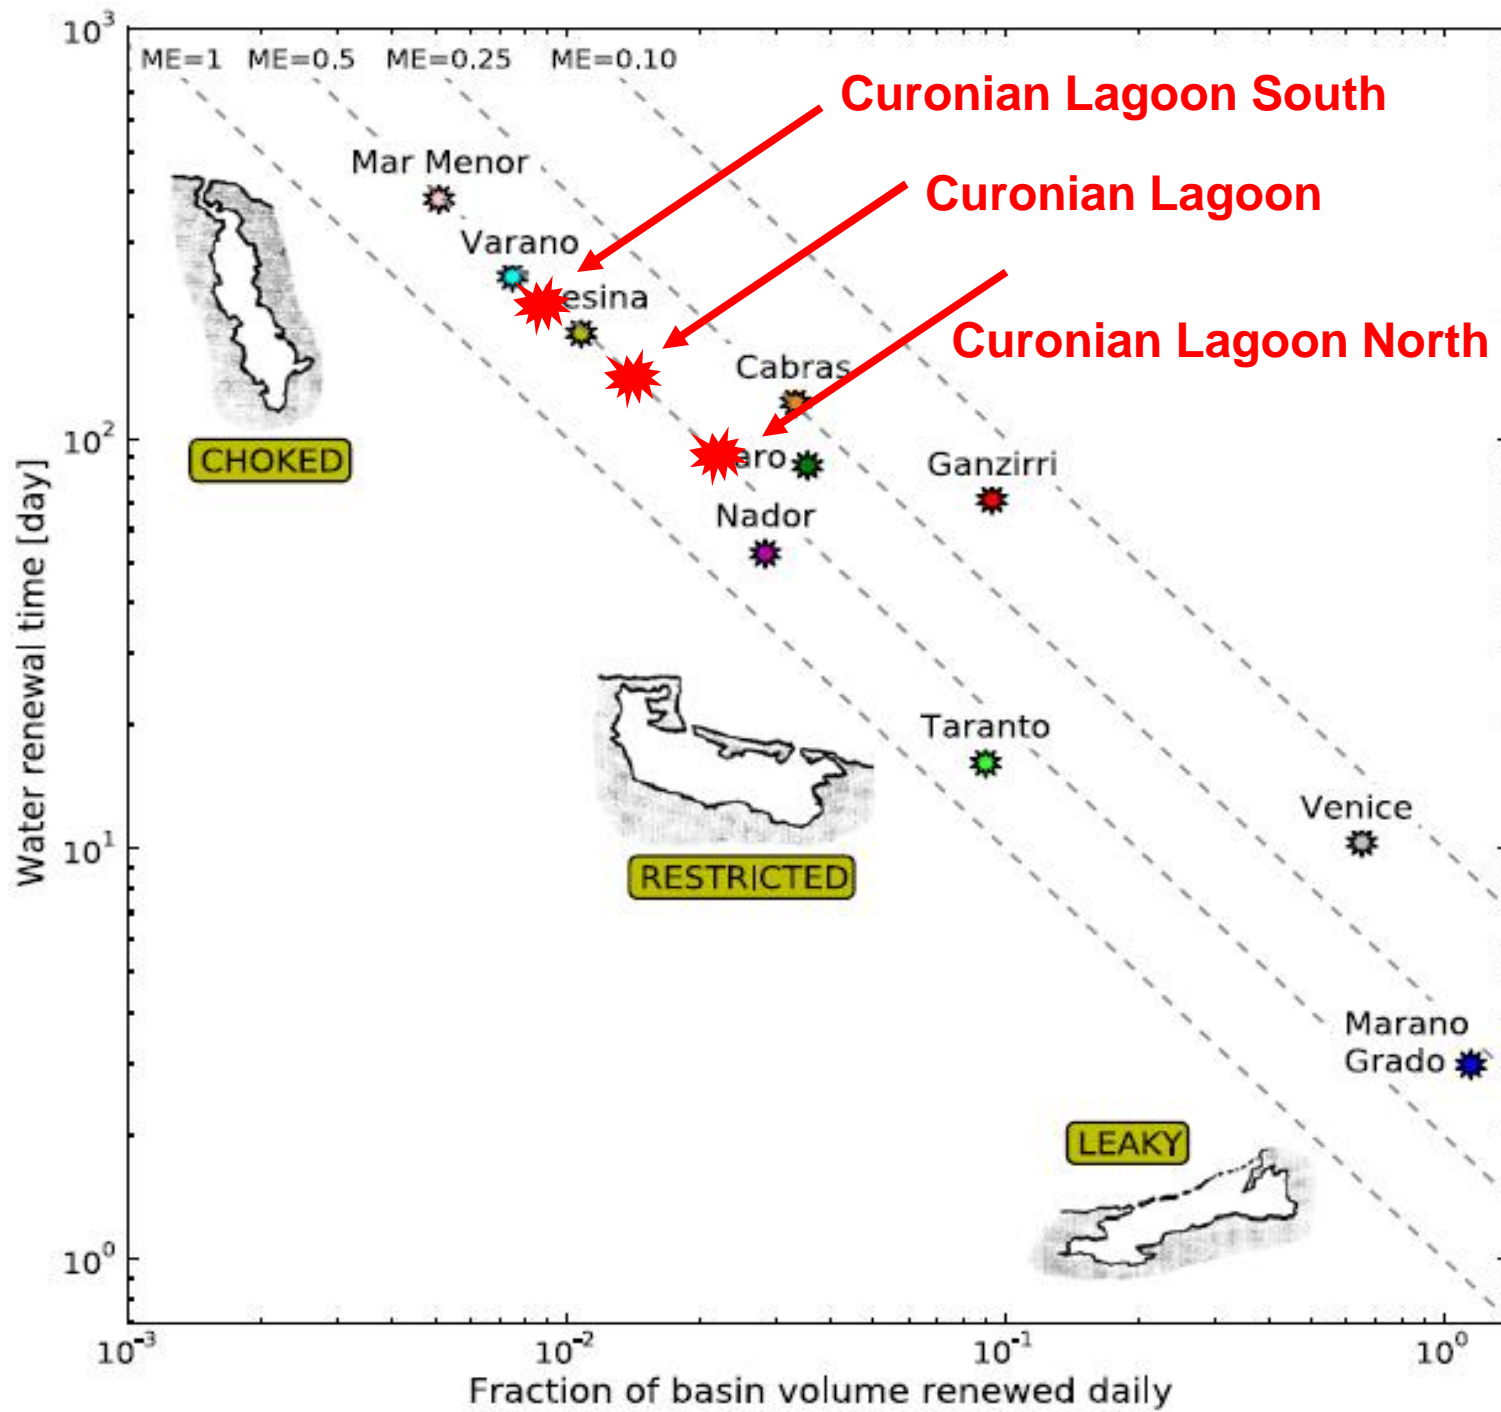 10³
ME=1 ME=0.5 ME=0.25 ME=0.10
Curonian Lagoon South
Mar Menor
Curonian Lagoon
Varano
esina
Curonian Lagoon North
Cabras
10²
CHOKED
ero
Ganzirri
Nador
Water renewal time [day]
Taranto
Venice
10¹
RESTRICTED
Marano
Grado
LEAKY
10⁰
10⁻³ 10⁻² 10⁻¹ 10⁰
Fraction of basin volume renewed daily